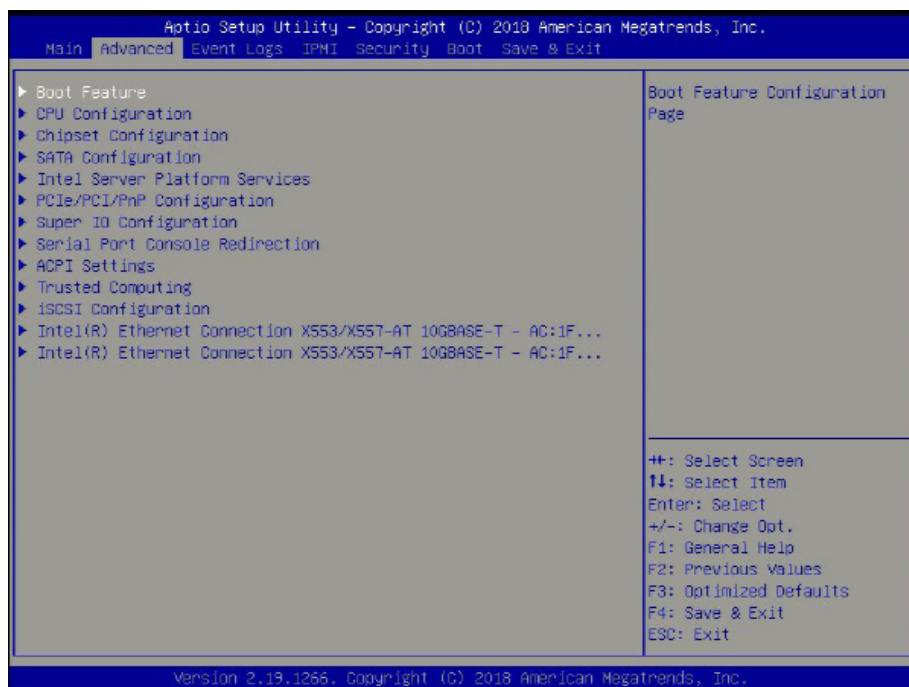 Aptio Setup Utility – Copyright (C) 2018 American Megatrends, Inc.
Main Advanced Event Logs IPMI Security Boot Save & Exit
▶ Boot Feature
▶ CPU Configuration
▶ Chipset Configuration
▶ SATA Configuration
▶ Intel Server Platform Services
▶ PCIe/PCI/PnP Configuration
▶ Super IO Configuration
▶ Serial Port Console Redirection
▶ ACPI Settings
▶ Trusted Computing
▶ iSCSI Configuration
▶ Intel(R) Ethernet Connection X553/X557-AT 10GBASE-T - AC:1F...
▶ Intel(R) Ethernet Connection X553/X557-AT 10GBASE-T - AC:1F...
Boot Feature Configuration
Page
→←: Select Screen
↑↓: Select Item
Enter: Select
+/-: Change Opt.
F1: General Help
F2: Previous Values
F3: Optimized Defaults
F4: Save & Exit
ESC: Exit
Version 2.19.1266. Copyright (C) 2018 American Megatrends, Inc.